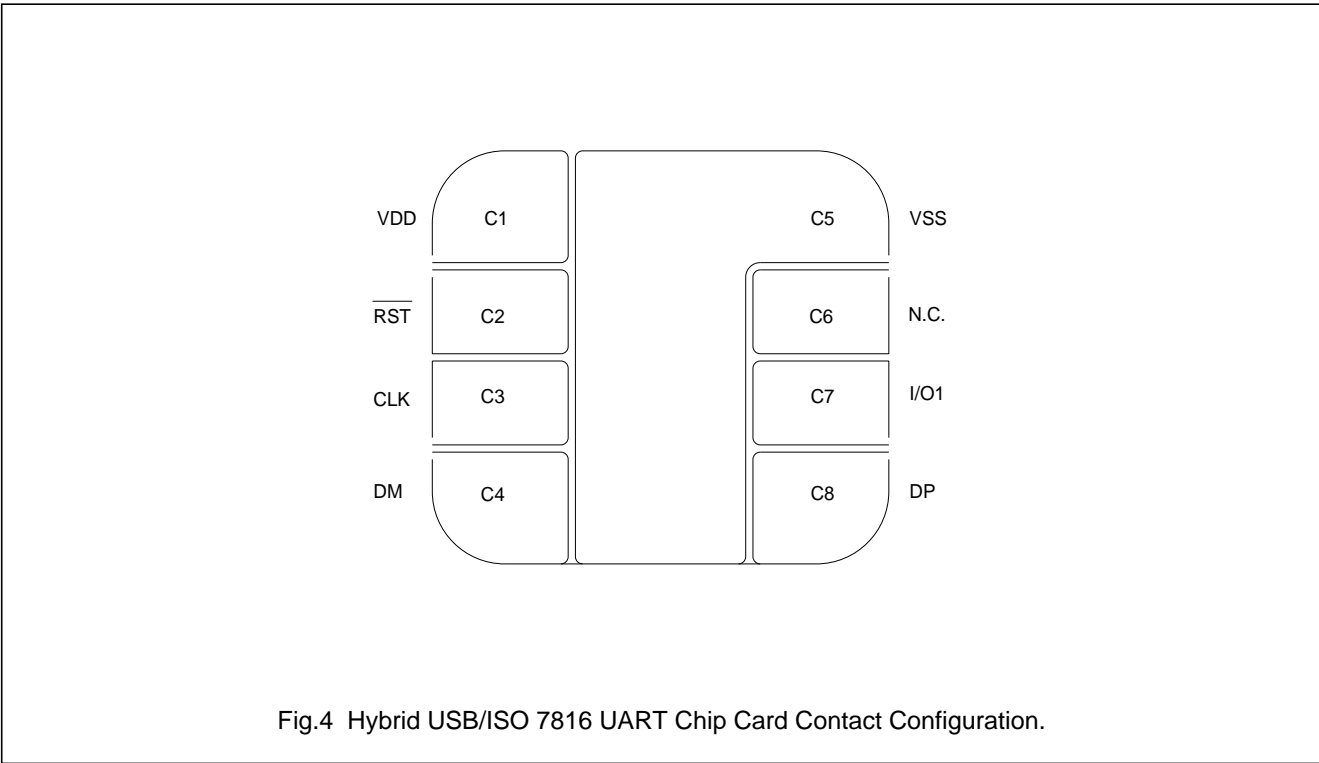 VDD C1 C5 VSS
RST C2 C6 N.C.
CLK C3 C7 I/O1
DM C4 C8 DP
Fig.4 Hybrid USB/ISO 7816 UART Chip Card Contact Configuration.